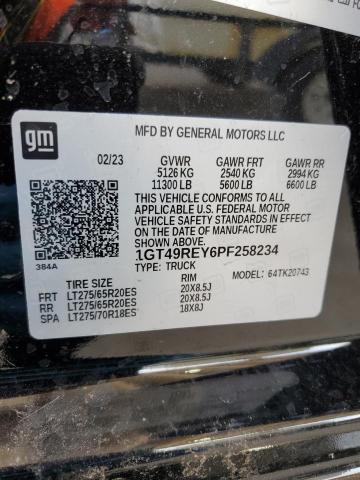 gm
MFD BY GENERAL MOTORS LLC
02/23 GVWR GAWR FRT GAWR RR
5126 KG 2540 KG 2994 KG
11300 LB 5600 LB 6600 LB
THIS VEHICLE CONFORMS TO ALL
APPLICABLE U.S. FEDERAL MOTOR
VEHICLE SAFETY STANDARDS IN EFFECT
ON THE DATE OF MANUFACTURE
SHOWN ABOVE.
384A 1GT49REY6PF258234
TYPE: TRUCK MODEL: 64TK20743
TIRE SIZE RIM
FRT LT275/65R20ES 20X8.5J
RR LT275/65R20ES 20X8.5J
SPA LT275/70R18ES 18X8J